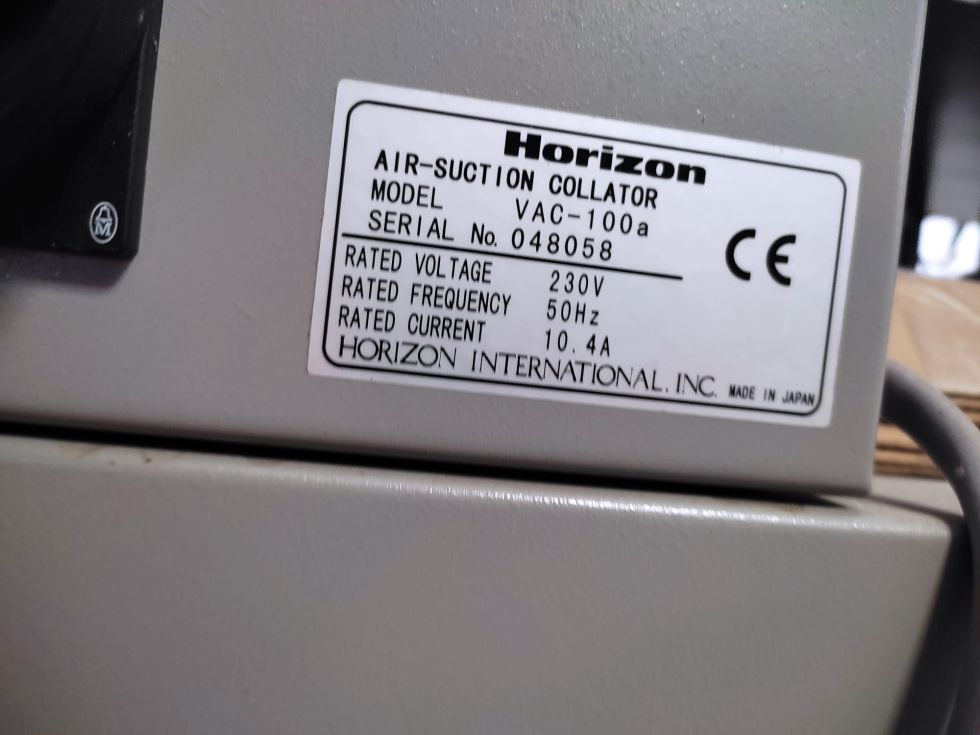 Horizon
AIR-SUCTION COLLATOR
MODEL VAC-100a
SERIAL No. 048058
CE
RATED VOLTAGE 230V
RATED FREQUENCY 50Hz
RATED CURRENT 10.4A
HORIZON INTERNATIONAL. INC. MADE IN JAPAN
M